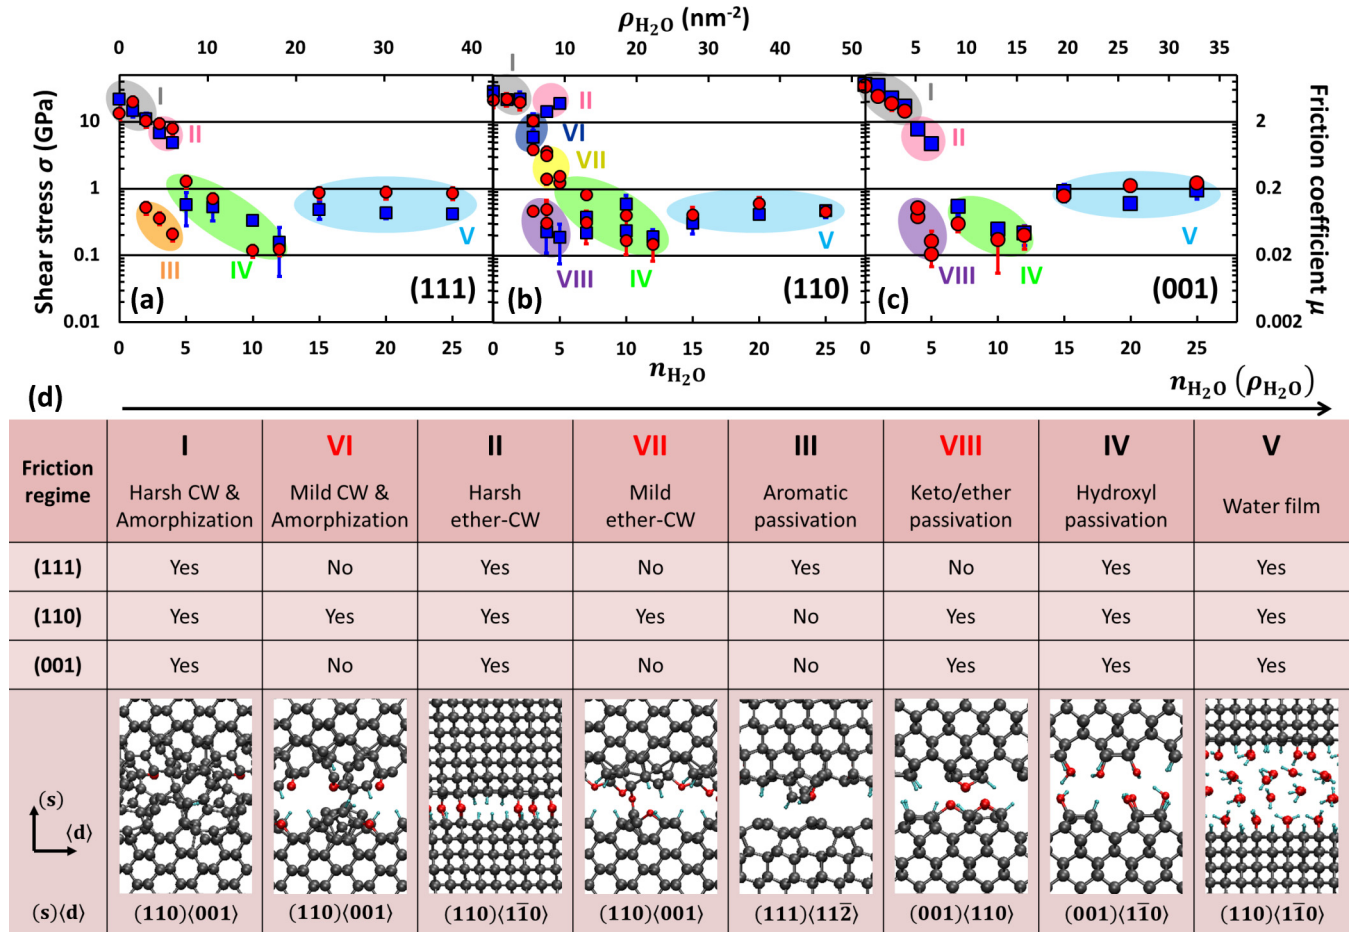 ρH₂O (nm⁻²)
0 10 20 30 40 0 10 20 30 40 50 0 5 10 15 20 25 30 35
Shear stress σ (GPa)
10
1
0.1
0.01
I
II
III
IV
V
(a)
(111)
I
II
VI
VII
VIII
IV
V
(b)
(110)
I
II
VIII
IV
V
(c)
(001)
2
0.2
0.02
0.002
Friction coefficient μ
0 5 10 15 20 25 0 5 10 15 20 25 0 5 10 15 20 25
nH₂O
nH₂O (ρH₂O)
(d)
Friction regime
I VI II VII III VIII IV V
Harsh CW & Amorphization
Mild CW & Amorphization
Harsh ether-CW
Mild ether-CW
Aromatic passivation
Keto/ether passivation
Hydroxyl passivation
Water film
(111) Yes No Yes No Yes No Yes Yes
(110) Yes Yes Yes Yes No Yes Yes Yes
(001) Yes No Yes No No Yes Yes Yes
(s)
⟨d⟩
(s)⟨d⟩ (110)⟨001⟩ (110)⟨001⟩ (110)⟨11̅0⟩ (110)⟨001⟩ (111)⟨112̅⟩ (001)⟨110⟩ (001)⟨11̅0⟩ (110)⟨11̅0⟩